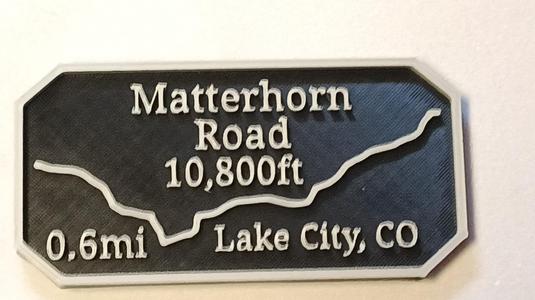 Matterhorn
Road
10,800ft
0.6mi
Lake City, CO